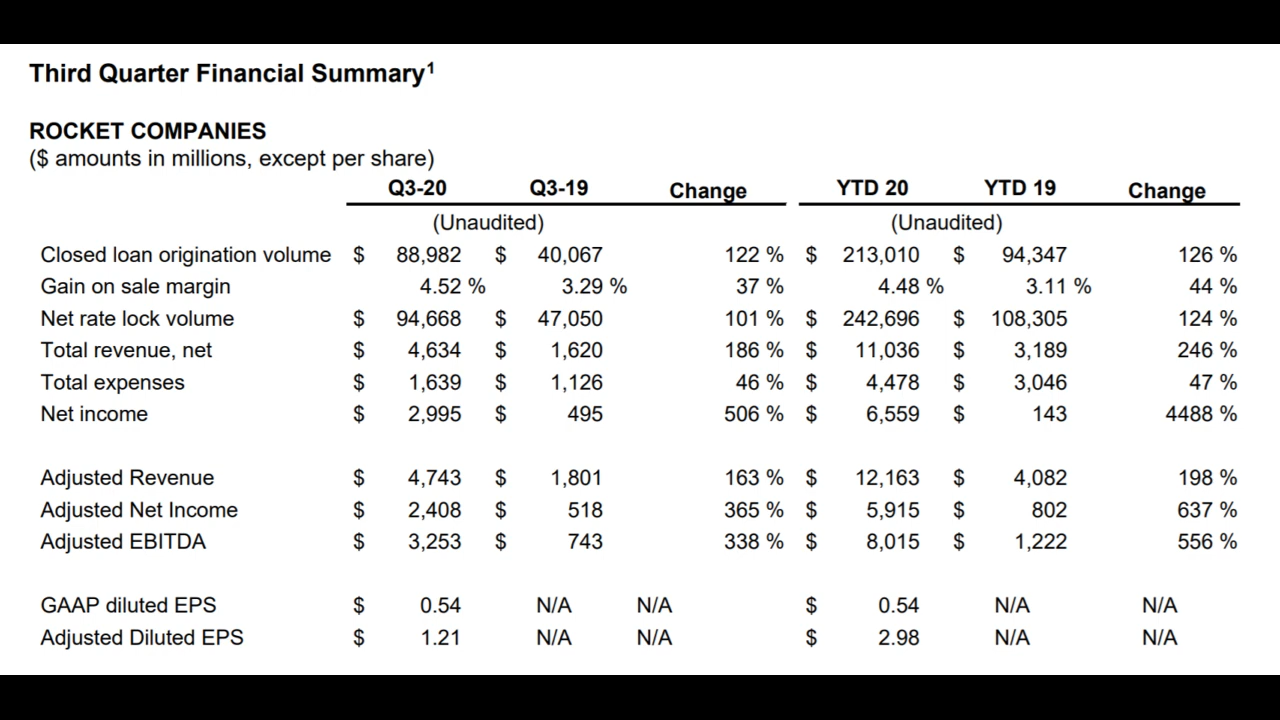 Third Quarter Financial Summary¹
ROCKET COMPANIES
($ amounts in millions, except per share)
Q3-20 Q3-19 Change YTD 20 YTD 19 Change
(Unaudited) (Unaudited)
Closed loan origination volume $ 88,982 $ 40,067 122 % $ 213,010 $ 94,347 126 %
Gain on sale margin 4.52 % 3.29 % 37 % 4.48 % 3.11 % 44 %
Net rate lock volume $ 94,668 $ 47,050 101 % $ 242,696 $ 108,305 124 %
Total revenue, net $ 4,634 $ 1,620 186 % $ 11,036 $ 3,189 246 %
Total expenses $ 1,639 $ 1,126 46 % $ 4,478 $ 3,046 47 %
Net income $ 2,995 $ 495 506 % $ 6,559 $ 143 4488 %
Adjusted Revenue $ 4,743 $ 1,801 163 % $ 12,163 $ 4,082 198 %
Adjusted Net Income $ 2,408 $ 518 365 % $ 5,915 $ 802 637 %
Adjusted EBITDA $ 3,253 $ 743 338 % $ 8,015 $ 1,222 556 %
GAAP diluted EPS $ 0.54 N/A N/A $ 0.54 N/A N/A
Adjusted Diluted EPS $ 1.21 N/A N/A $ 2.98 N/A N/A